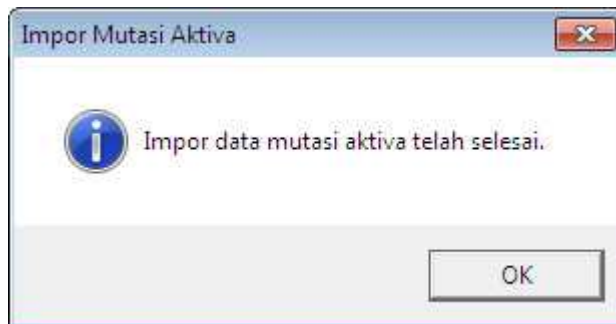 Impor Mutasi Aktiva
Impor data mutasi aktiva telah selesai.
OK